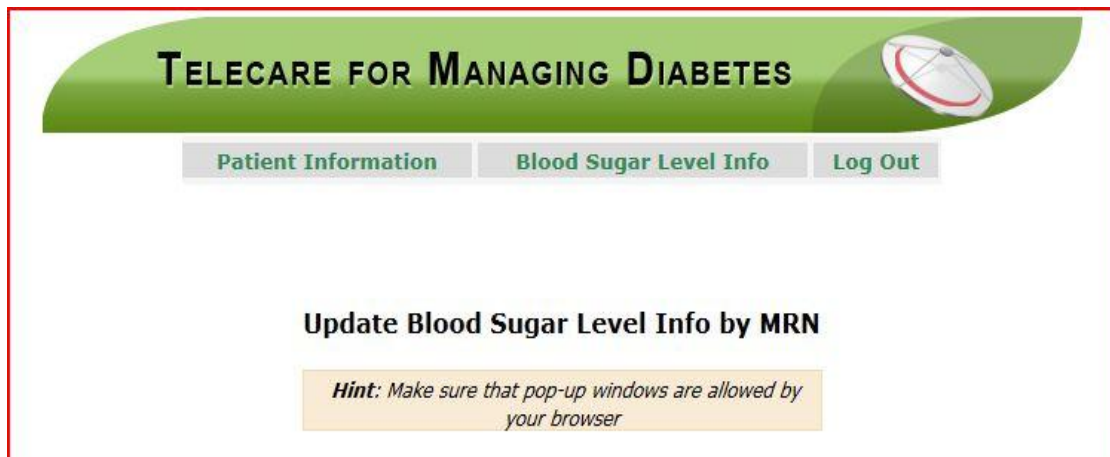 TELECARE FOR MANAGING DIABETES
Patient Information Blood Sugar Level Info Log Out
Update Blood Sugar Level Info by MRN
Hint: Make sure that pop-up windows are allowed by
your browser